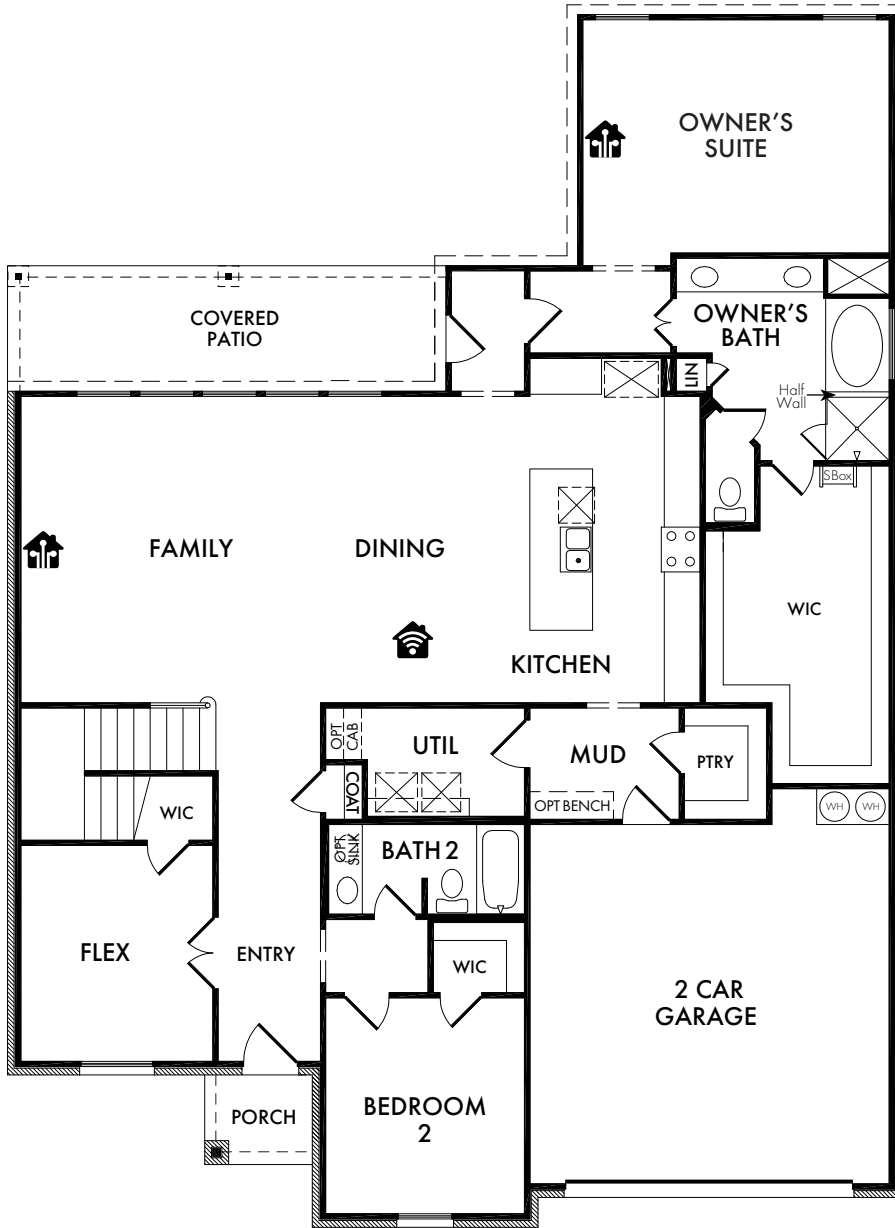 OWNER'S
SUITE
COVERED
PATIO
OWNER'S
BATH
LIN
Half
Wall
SBox
FAMILY
DINING
WIC
KITCHEN
OPT
CAB
UTIL
MUD
PTRY
COAT
OPT BENCH
WH
WH
WIC
OPT
SINK
BATH 2
FLEX
ENTRY
WIC
2 CAR
GARAGE
PORCH
BEDROOM
2